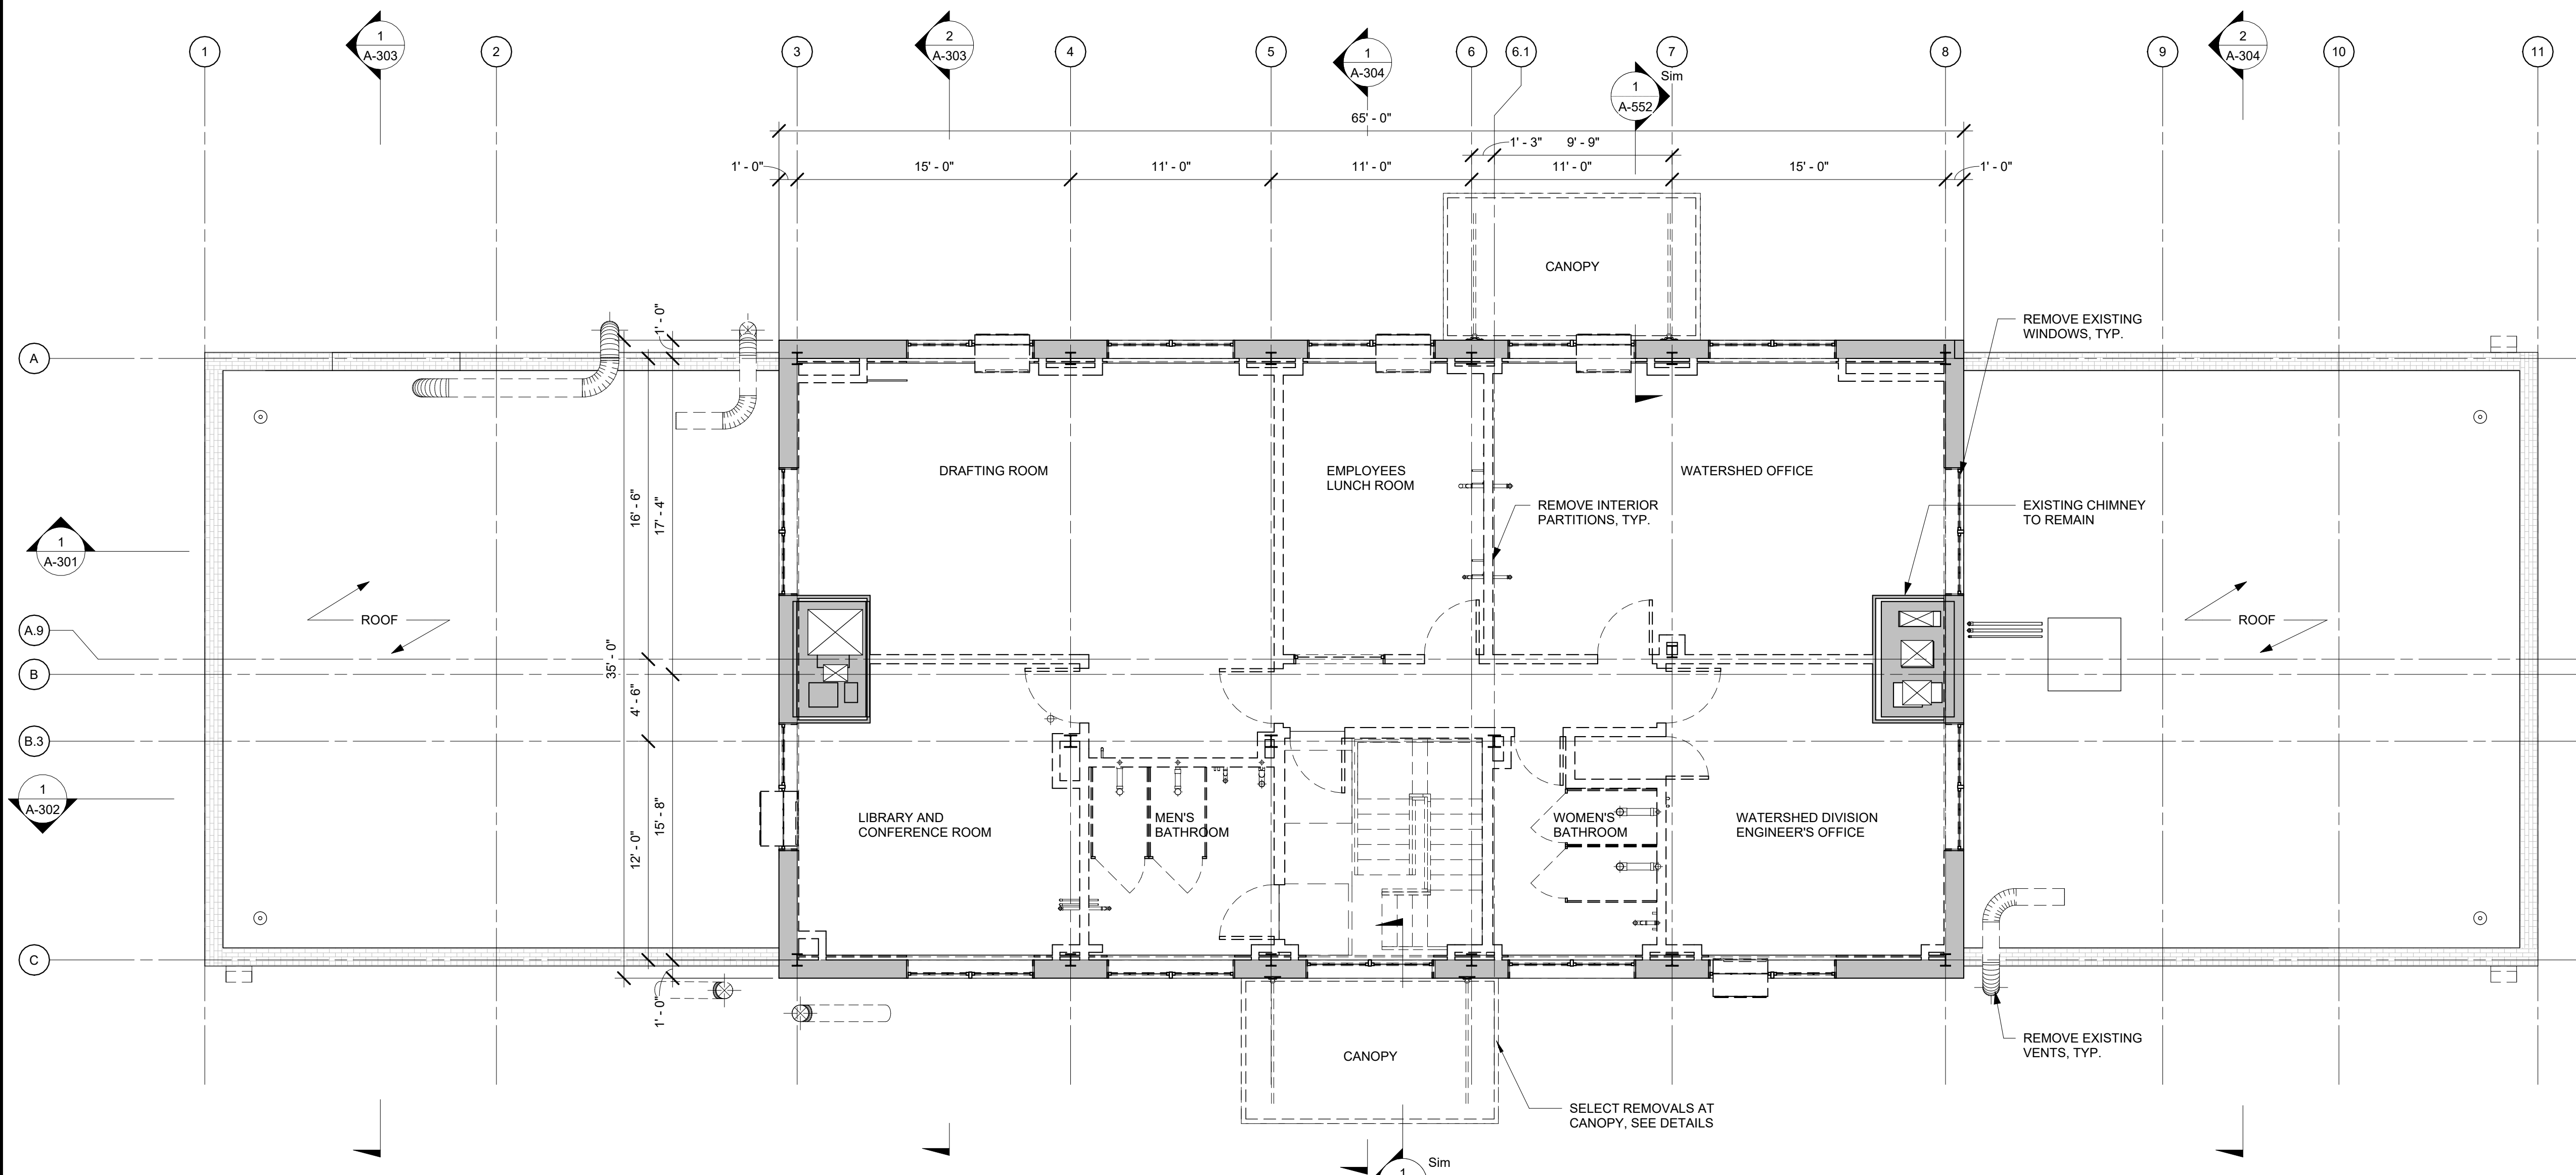 1
1
A-303
2
3
2
A-303
4
5
1
A-304
6
6.1
7
Sim
1
A-552
8
9
2
A-304
10
11
65' - 0"
1' - 3"
9' - 9"
1' - 0"
15' - 0"
11' - 0"
11' - 0"
11' - 0"
15' - 0"
1' - 0"
CANOPY
1' - 0"
REMOVE EXISTING
WINDOWS, TYP.
A
DRAFTING ROOM
EMPLOYEES
LUNCH ROOM
WATERSHED OFFICE
16' - 6"
17' - 4"
REMOVE INTERIOR
PARTITIONS, TYP.
EXISTING CHIMNEY
TO REMAIN
1
A-301
ROOF
ROOF
A.9
35' - 0"
B
4' - 6"
B.3
1
A-302
LIBRARY AND
CONFERENCE ROOM
MEN'S
BATHROOM
WOMEN'S
BATHROOM
WATERSHED DIVISION
ENGINEER'S OFFICE
12' - 0"
15' - 8"
C
1' - 0"
CANOPY
REMOVE EXISTING
VENTS, TYP.
SELECT REMOVALS AT
CANOPY, SEE DETAILS
1
Sim